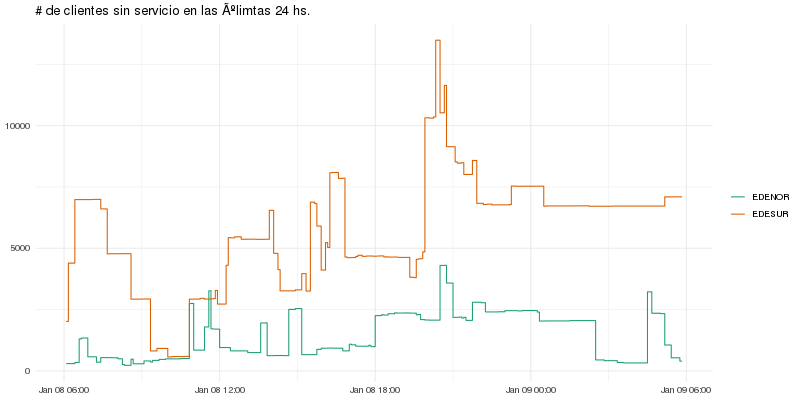 # de clientes sin servicio en las Ãºlimtas 24 hs.
10000
5000
0
Jan 08 06:00
Jan 08 12:00
Jan 08 18:00
Jan 09 00:00
Jan 09 06:00
EDENOR
EDESUR